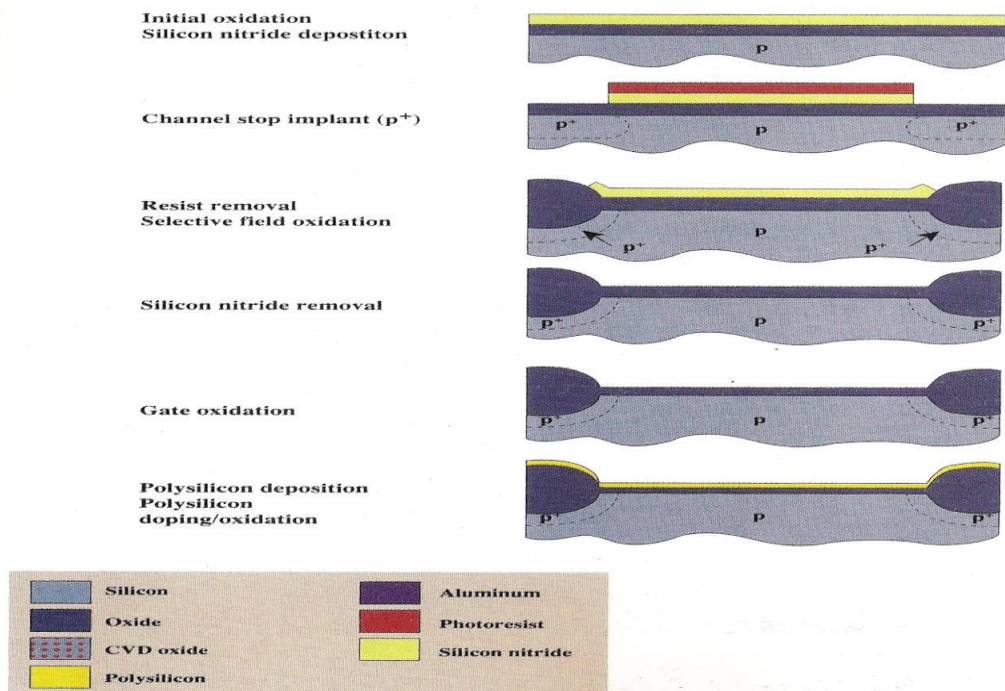 Initial oxidation
Silicon nitride depostiton
p
Channel stop implant (p+)
p+
p
p+
Resist removal
Selective field oxidation
p+
p
p+
Silicon nitride removal
p+
p
p+
Gate oxidation
p+
p
p+
Polysilicon deposition
Polysilicon
doping/oxidation
p+
p
p+
Silicon
Oxide
CVD oxide
Polysilicon
Aluminum
Photoresist
Silicon nitride